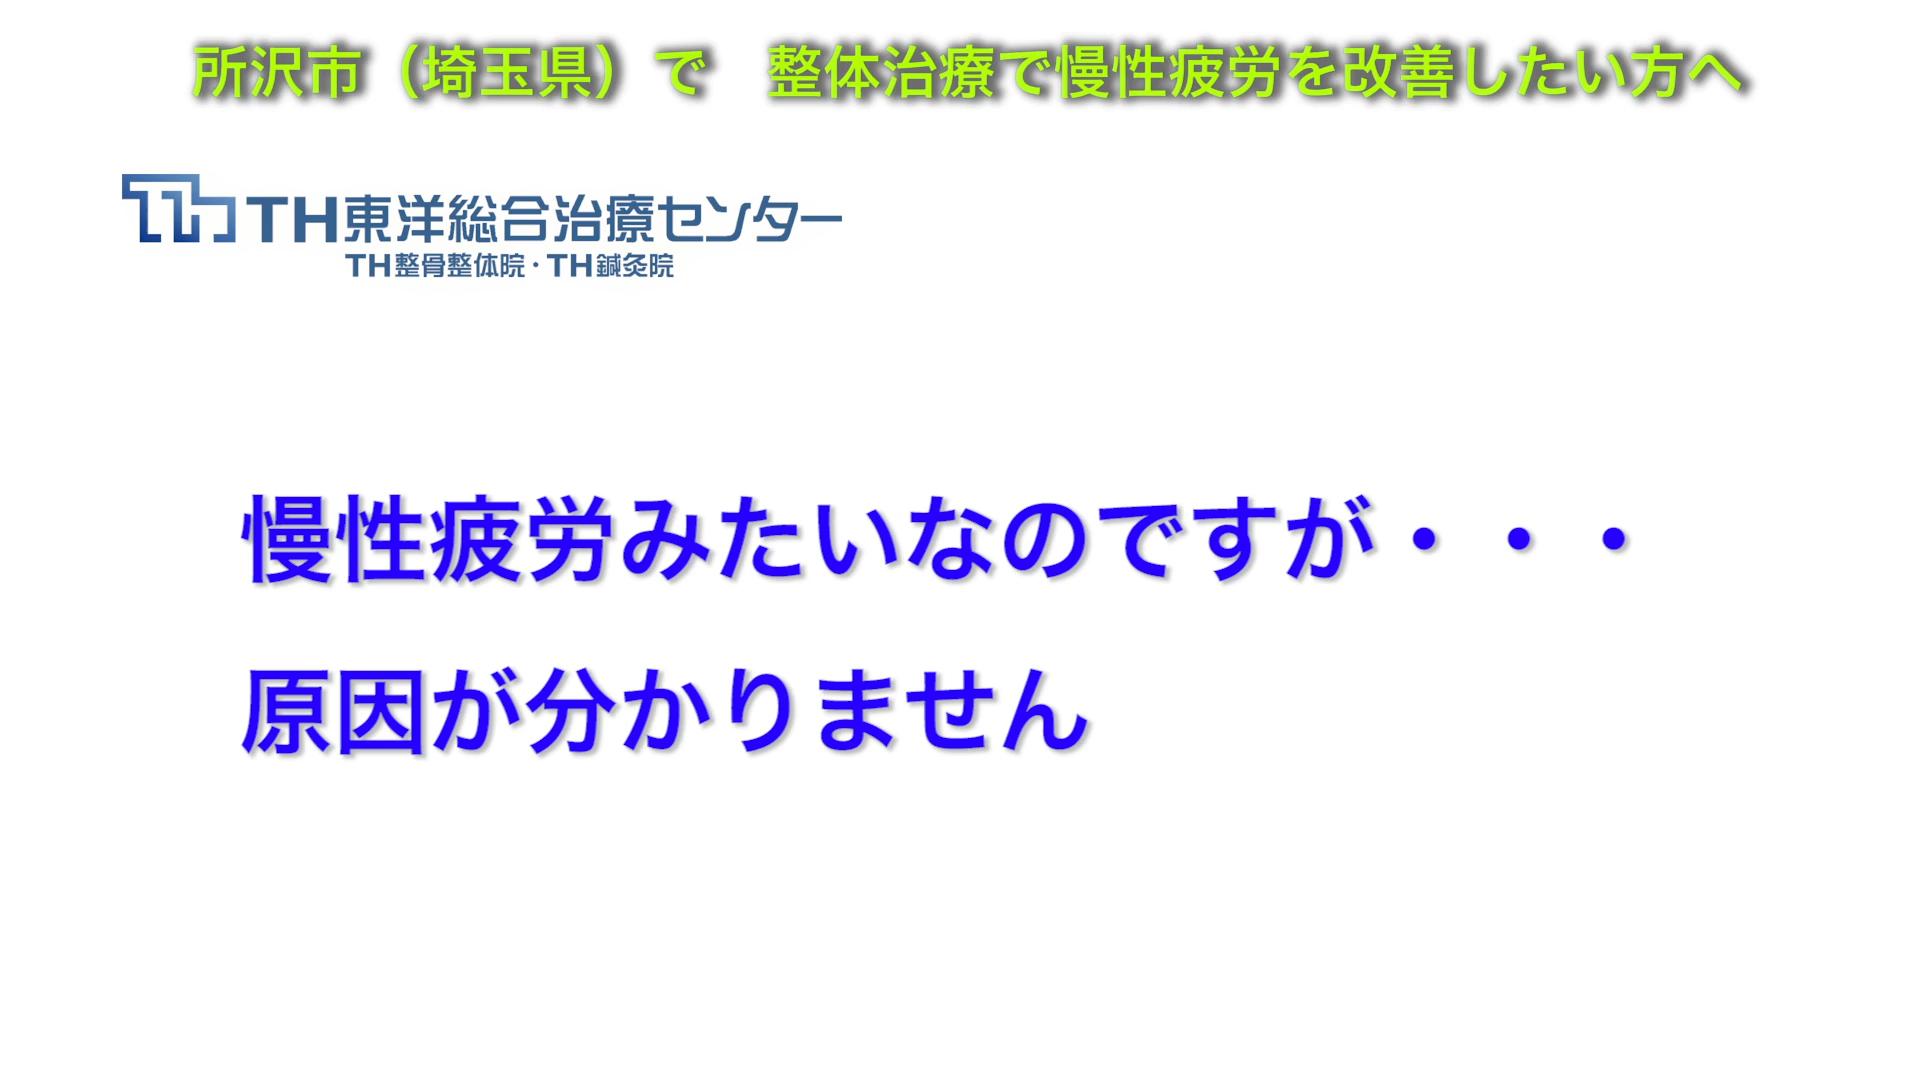 所沢市（埼玉県）で　整体治療で慢性疲労を改善したい方へ
TH東洋総合治療センター
TH整骨整体院・TH鍼灸院
慢性疲労みたいなのですが・・・
原因が分かりません